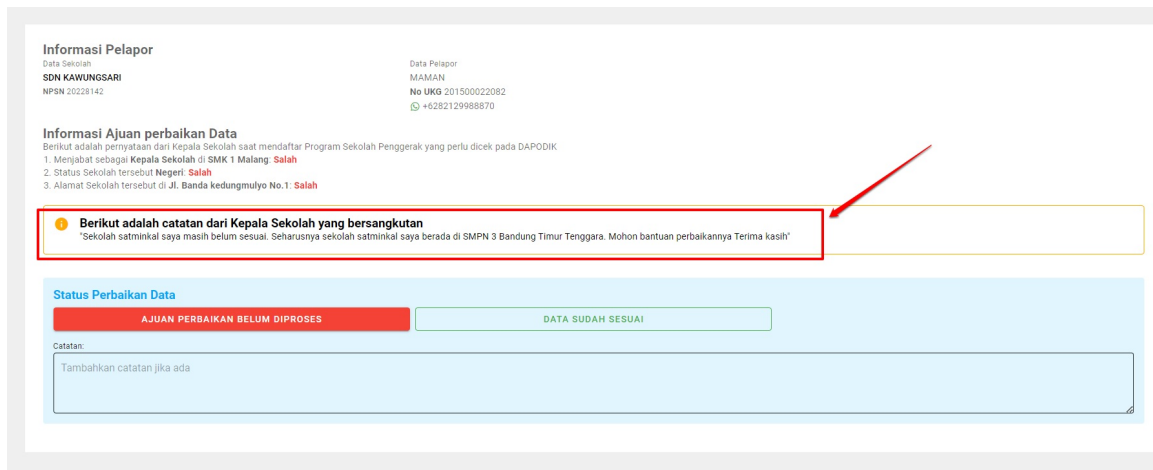 Informasi Pelapor
Data Sekolah
SDN KAWUNGSARI
NPSN 20228142
Data Pelapor
MAMAN
No UKG 201500022082
+6282129988870
Informasi Ajuan perbaikan Data
Berikut adalah pernyataan dari Kepala Sekolah saat mendaftar Program Sekolah Penggerak yang perlu dicek pada DAPODIK
1. Menjabat sebagai Kepala Sekolah di SMK 1 Malang: Salah
2. Status Sekolah tersebut Negeri: Salah
3. Alamat Sekolah tersebut di Jl. Banda kedungmulyo No.1: Salah
Berikut adalah catatan dari Kepala Sekolah yang bersangkutan
"Sekolah satminkal saya masih belum sesuai. Seharusnya sekolah satminkal saya berada di SMPN 3 Bandung Timur Tenggara. Mohon bantuan perbaikannya Terima kasih"
Status Perbaikan Data
AJUAN PERBAIKAN BELUM DIPROSES
DATA SUDAH SESUAI
Catatan:
Tambahkan catatan jika ada